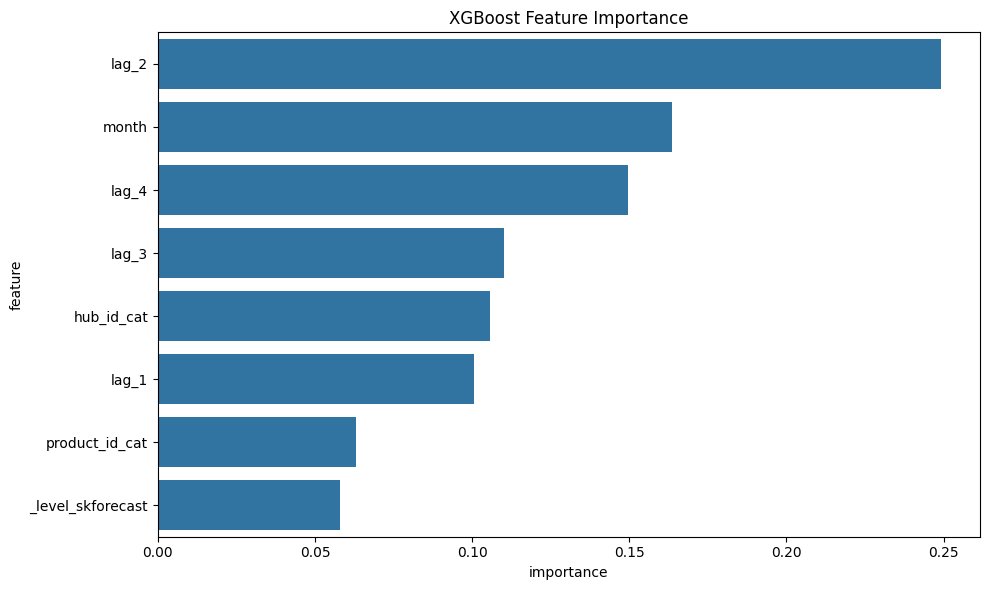 XGBoost Feature Importance
lag_2
month
lag_4
lag_3
hub_id_cat
lag_1
product_id_cat
_level_skforecast
feature
0.00 0.05 0.10 0.15 0.20 0.25
importance